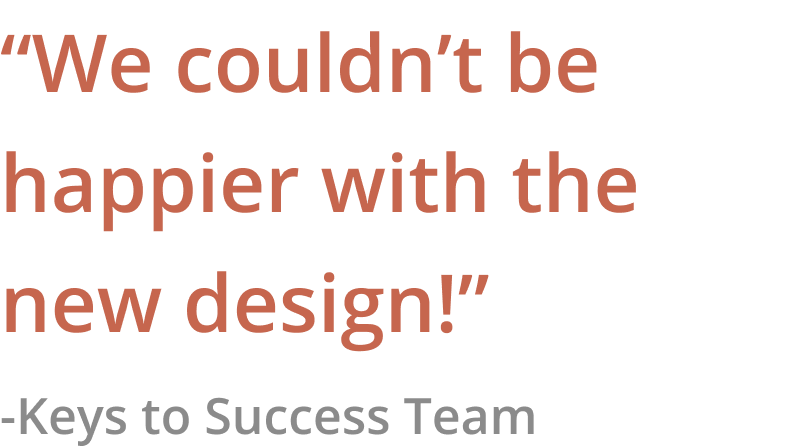 “We couldn’t be
happier with the
new design!”
-Keys to Success Team